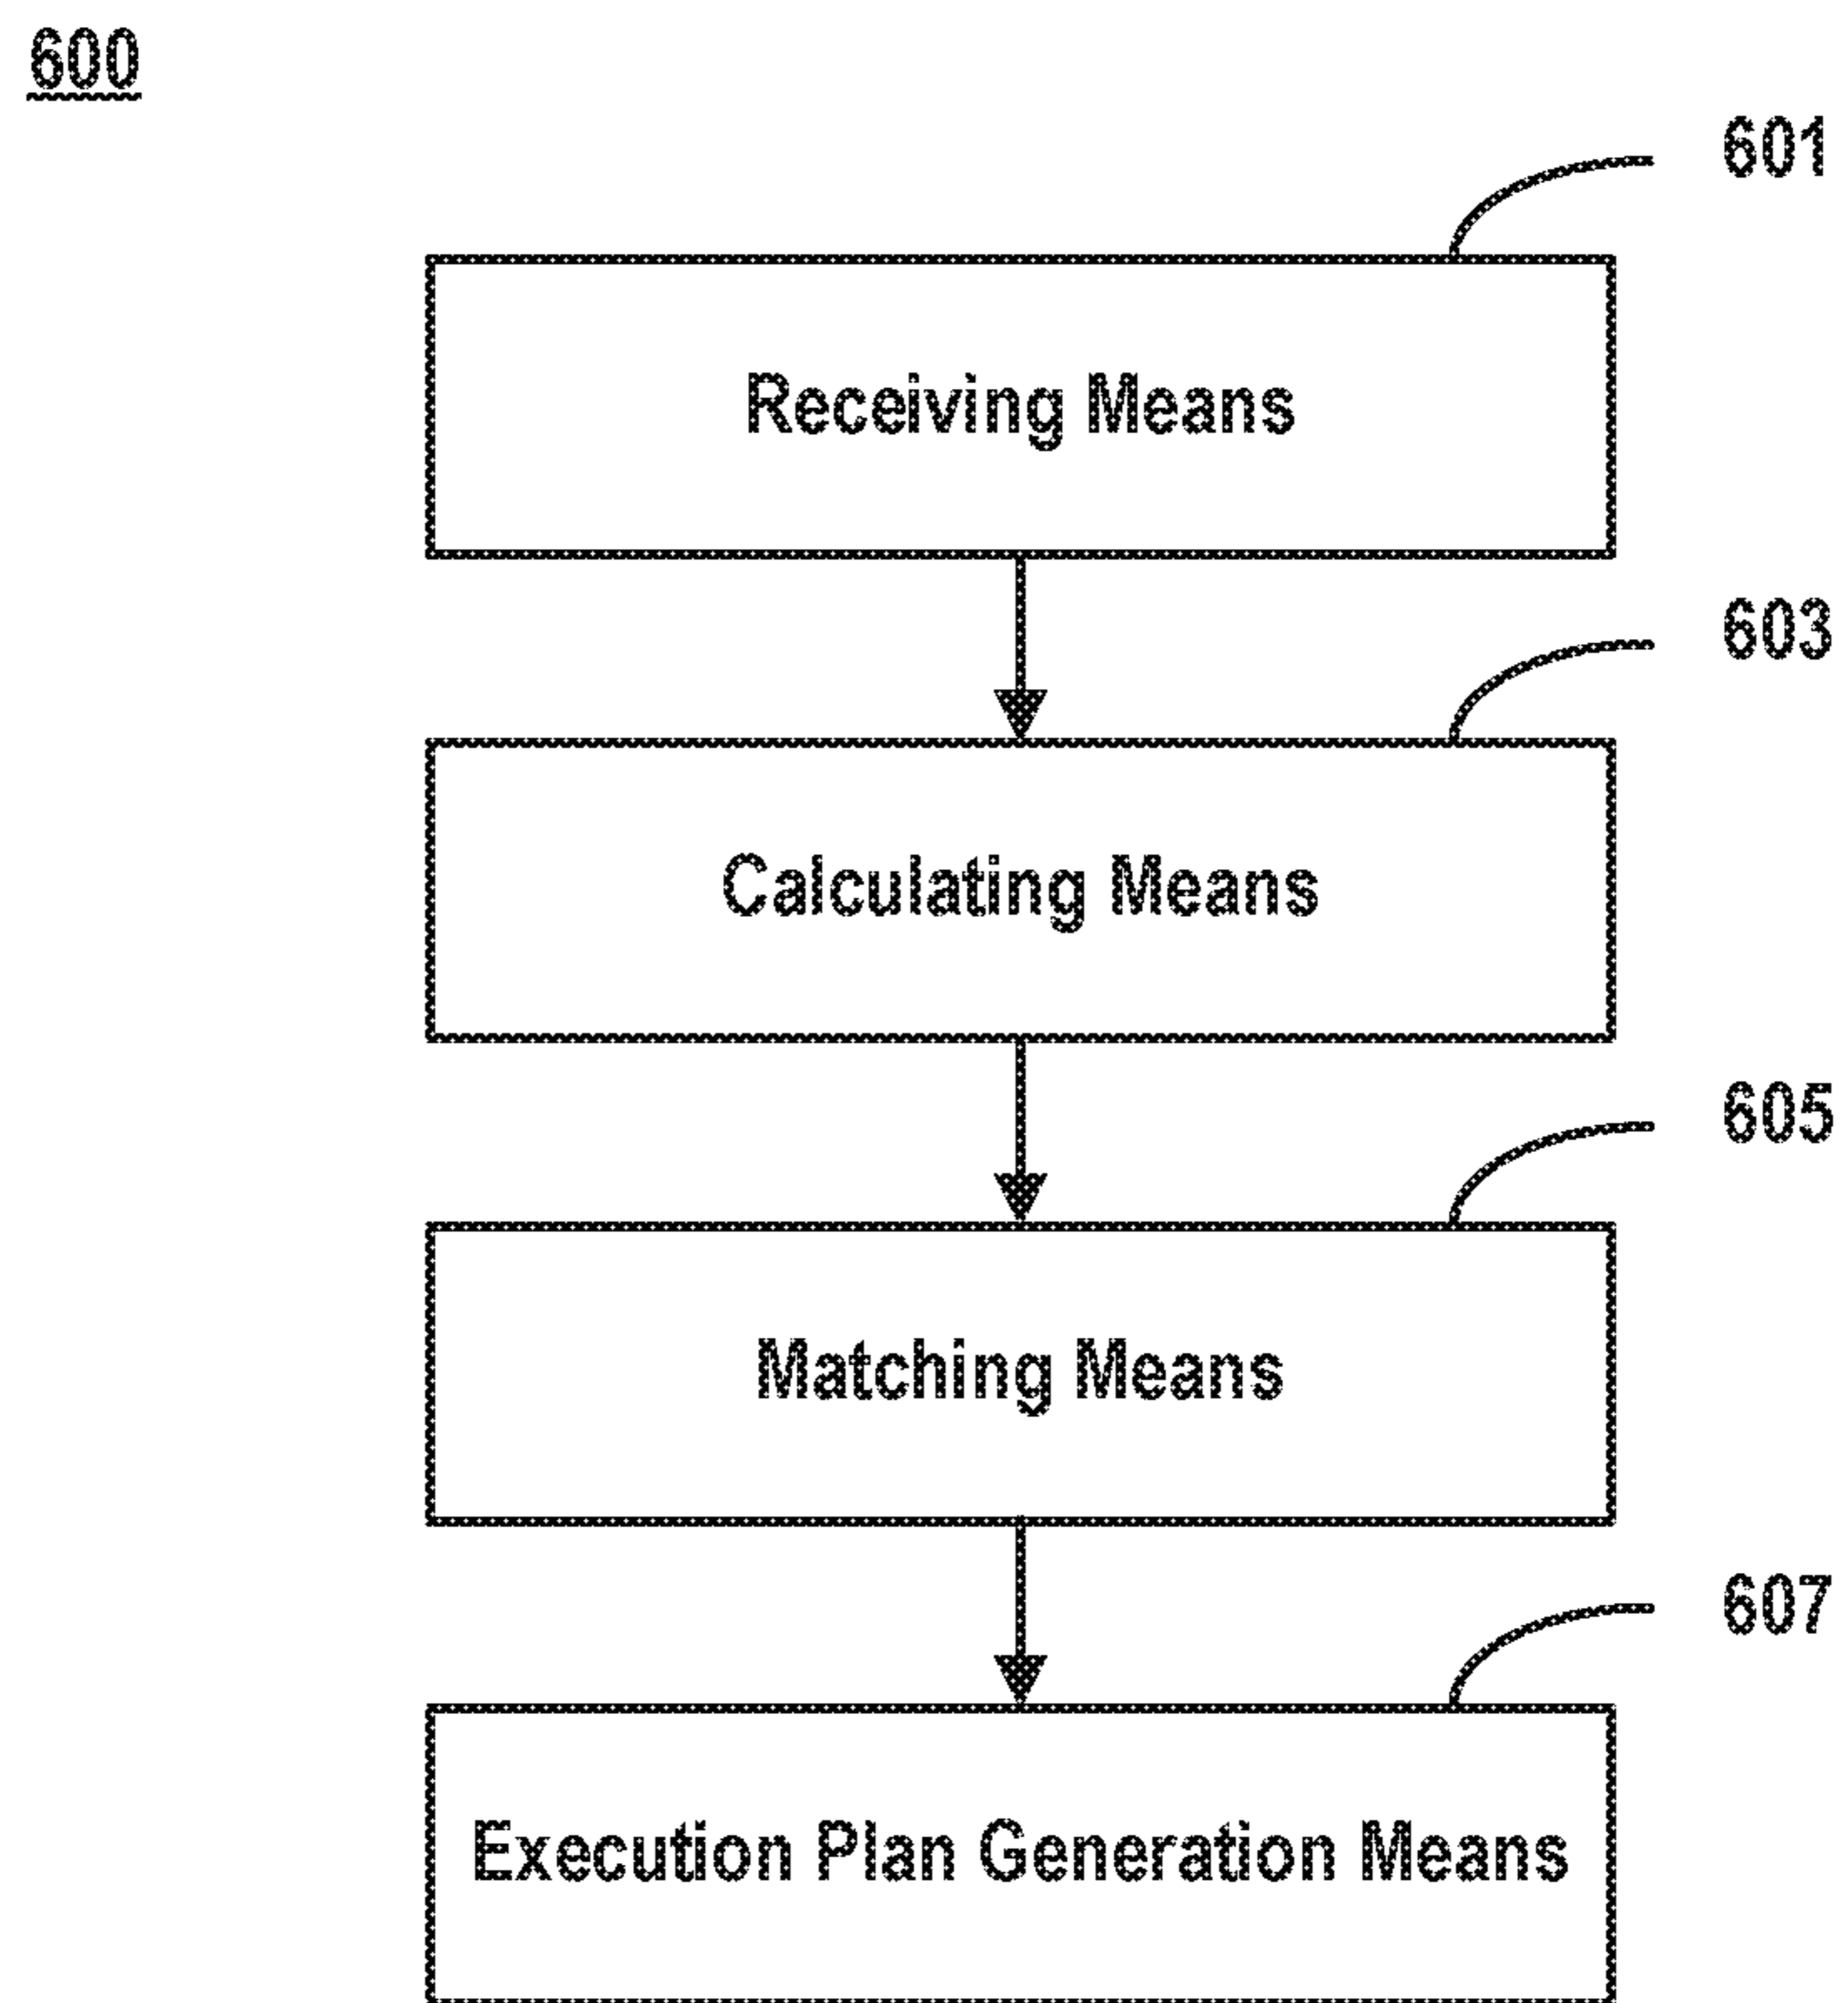 600
601
Receiving Means
603
Calculating Means
605
Matching Means
607
Execution Plan Generation Means